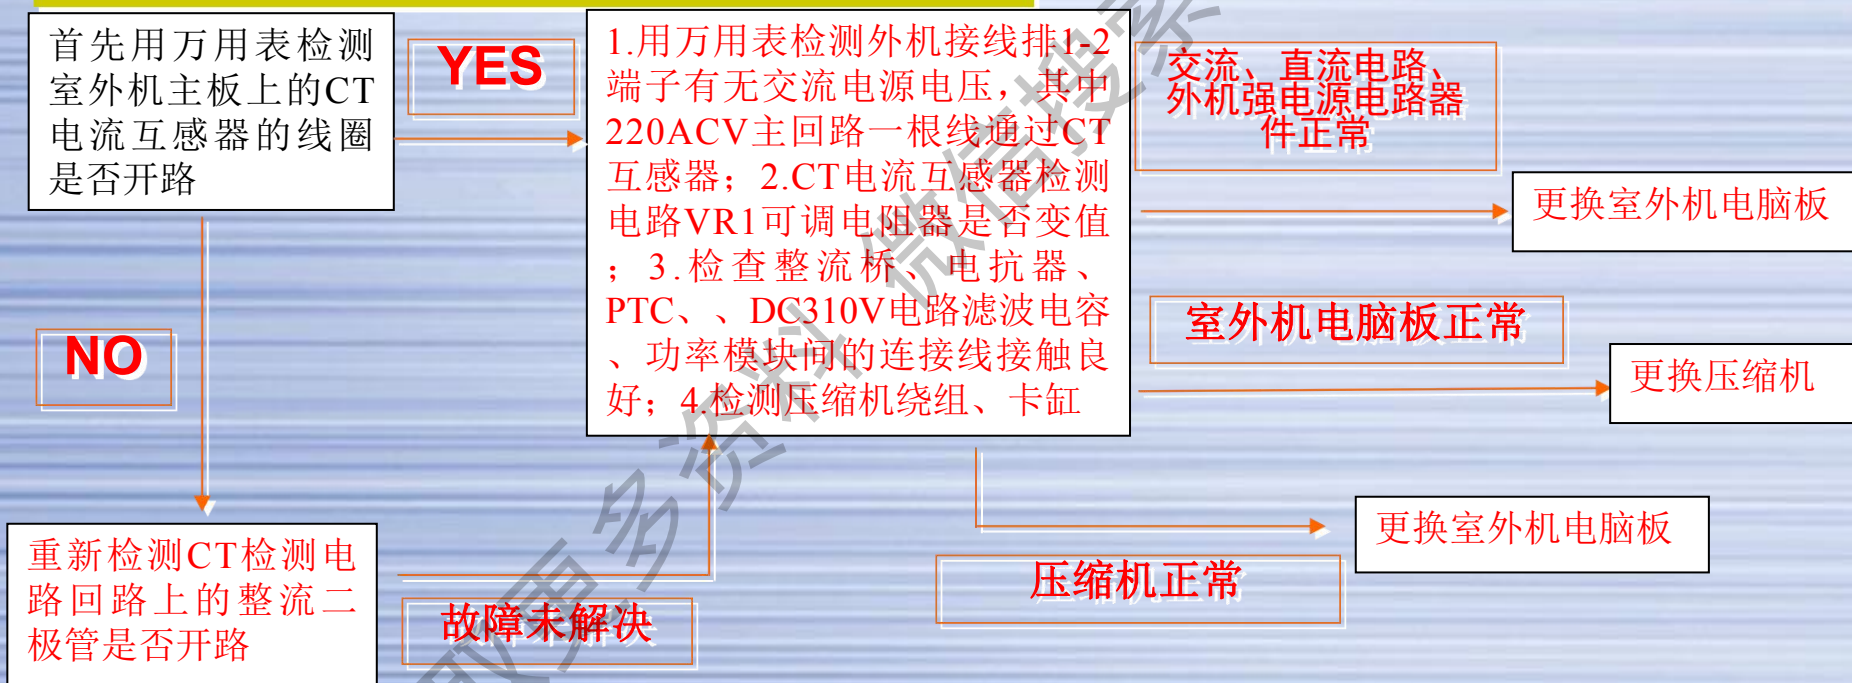 首先用万用表检测
室外机主板上的CT
电流互感器的线圈
是否开路
YES
1.用万用表检测外机接线排1-2
端子有无交流电源电压，其中
220ACV主回路一根线通过CT
互感器；2.CT电流互感器检测
电路VR1可调电阻器是否变值
；3.检查整流桥、电抗器、
PTC、、DC310V电路滤波电容
、功率模块间的连接线接触良
好；4.检测压缩机绕组、卡缸
交流、直流电路、
外机强电源电路器
件正常
更换室外机电脑板
室外机电脑板正常
更换压缩机
NO
重新检测CT检测电
路回路上的整流二
极管是否开路
故障未解决
压缩机正常
更换室外机电脑板
取更多资料 微信搜索